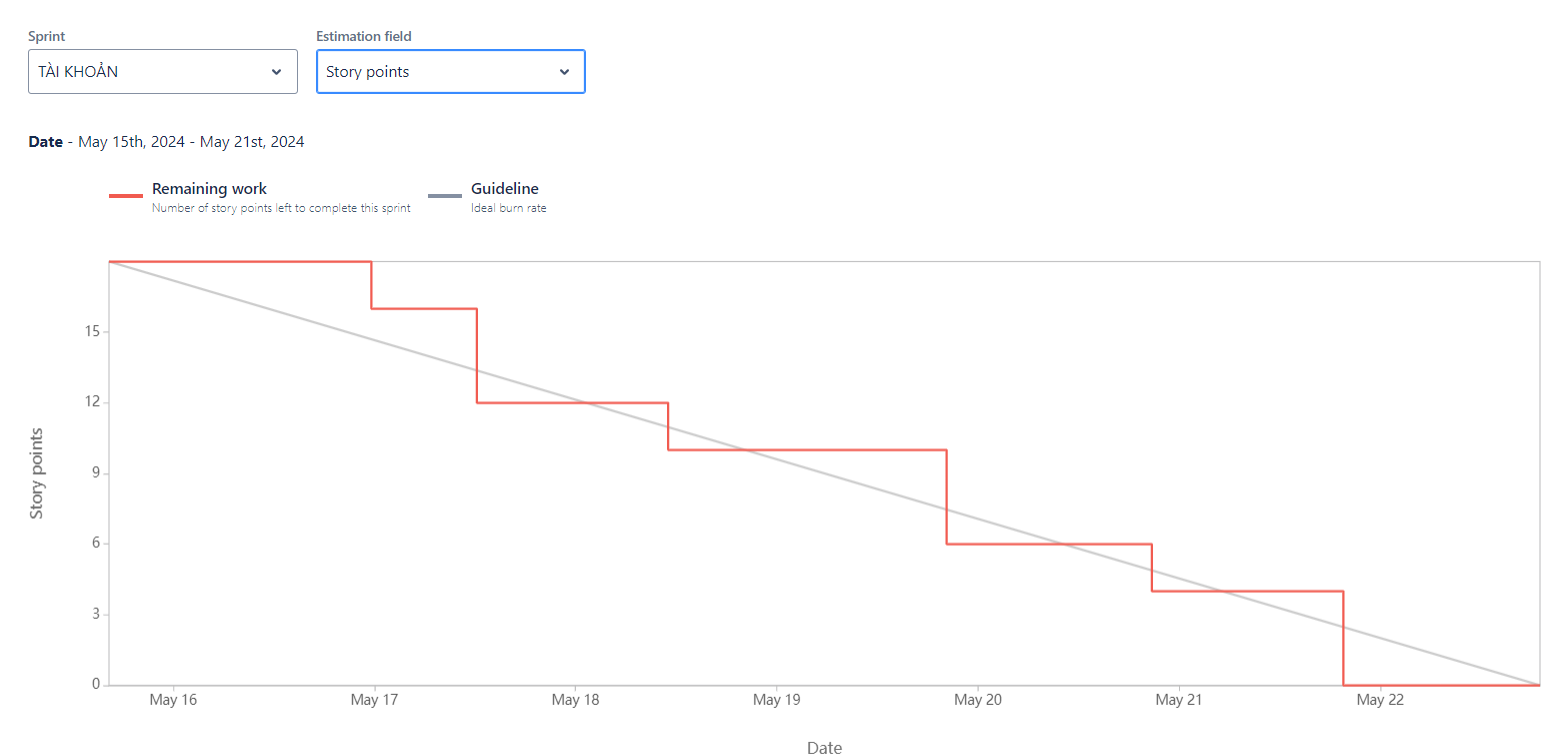 Sprint Estimation field
TÀI KHOẢN Story points
Date - May 15th, 2024 - May 21st, 2024
Remaining work Guideline
Number of story points left to complete this sprint Ideal burn rate
15
12
9
6
3
0
Story points
May 16 May 17 May 18 May 19 May 20 May 21 May 22
Date